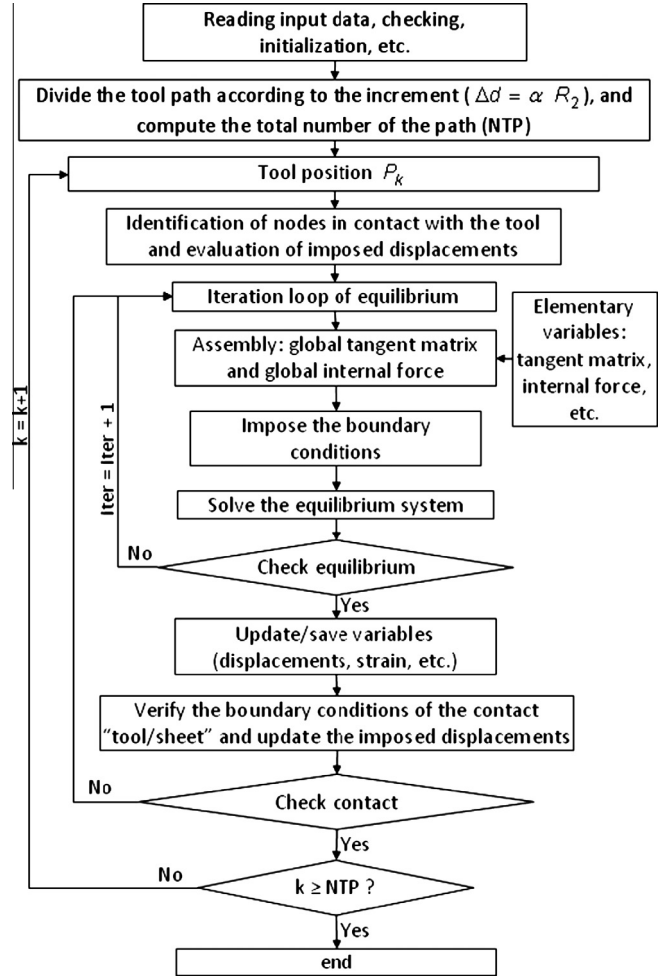 Reading input data, checking,
initialization, etc.
Divide the tool path according to the increment ( Δd = α R₂ ), and
compute the total number of the path (NTP)
Tool position Pₖ
Identification of nodes in contact with the tool
and evaluation of imposed displacements
Iteration loop of equilibrium
Elementary
variables:
tangent matrix,
internal force,
etc.
Assembly: global tangent matrix
and global internal force
k = k+1
Iter = Iter + 1
Impose the boundary
conditions
Solve the equilibrium system
No
Check equilibrium
Yes
Update/save variables
(displacements, strain, etc.)
Verify the boundary conditions of the contact
“tool/sheet” and update the imposed displacements
No
Check contact
Yes
No
k ≥ NTP ?
Yes
end